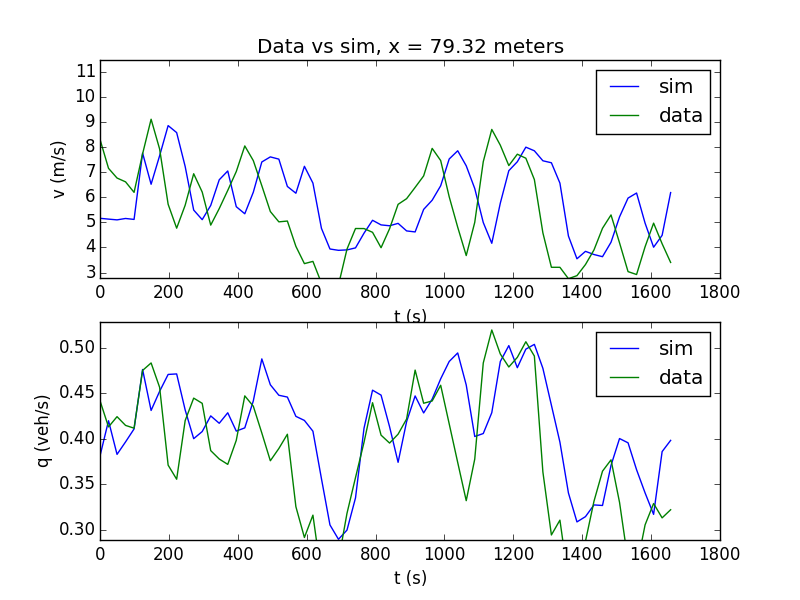 Data vs sim, x = 79.32 meters
v (m/s)
11
10
9
8
7
6
5
4
3
sim
data
0 200 400 600 800 1000 1200 1400 1600 1800
t (s)
q (veh/s)
0.50
0.45
0.40
0.35
0.30
sim
data
0 200 400 600 800 1000 1200 1400 1600 1800
t (s)